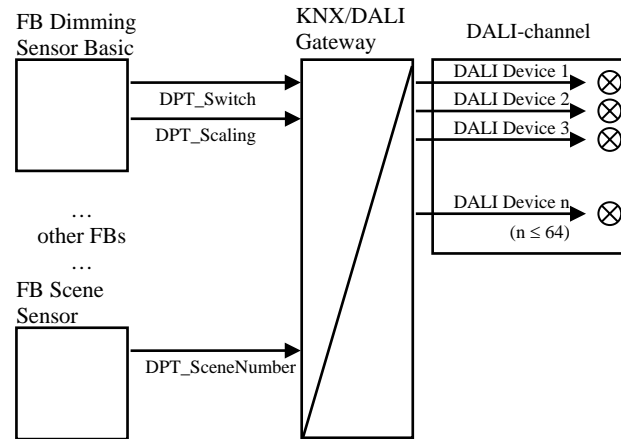 FB Dimming
Sensor Basic
KNX/DALI
Gateway
DALI-channel
DPT_Switch
DPT_Scaling
DALI Device 1
DALI Device 2
DALI Device 3
DALI Device n
(n ≤ 64)
…
other FBs
…
FB Scene
Sensor
DPT_SceneNumber